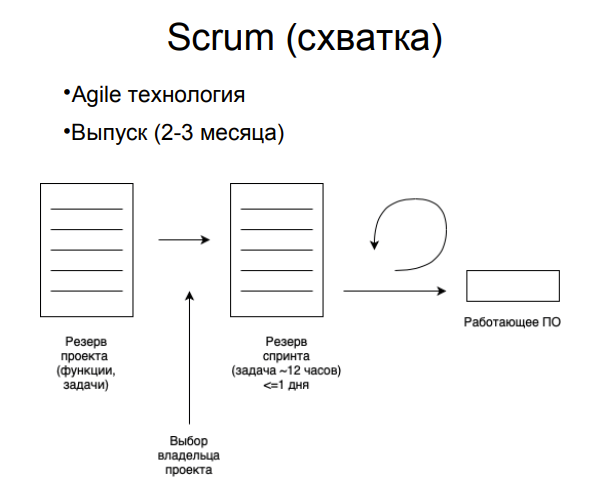 Scrum (схватка)
•Agile технология
•Выпуск (2-3 месяца)
Резерв
проекта
(функции,
задачи)
Резерв
спринта
(задача ~12 часов)
<=1 дня
Работающее ПО
Выбор
владельца
проекта